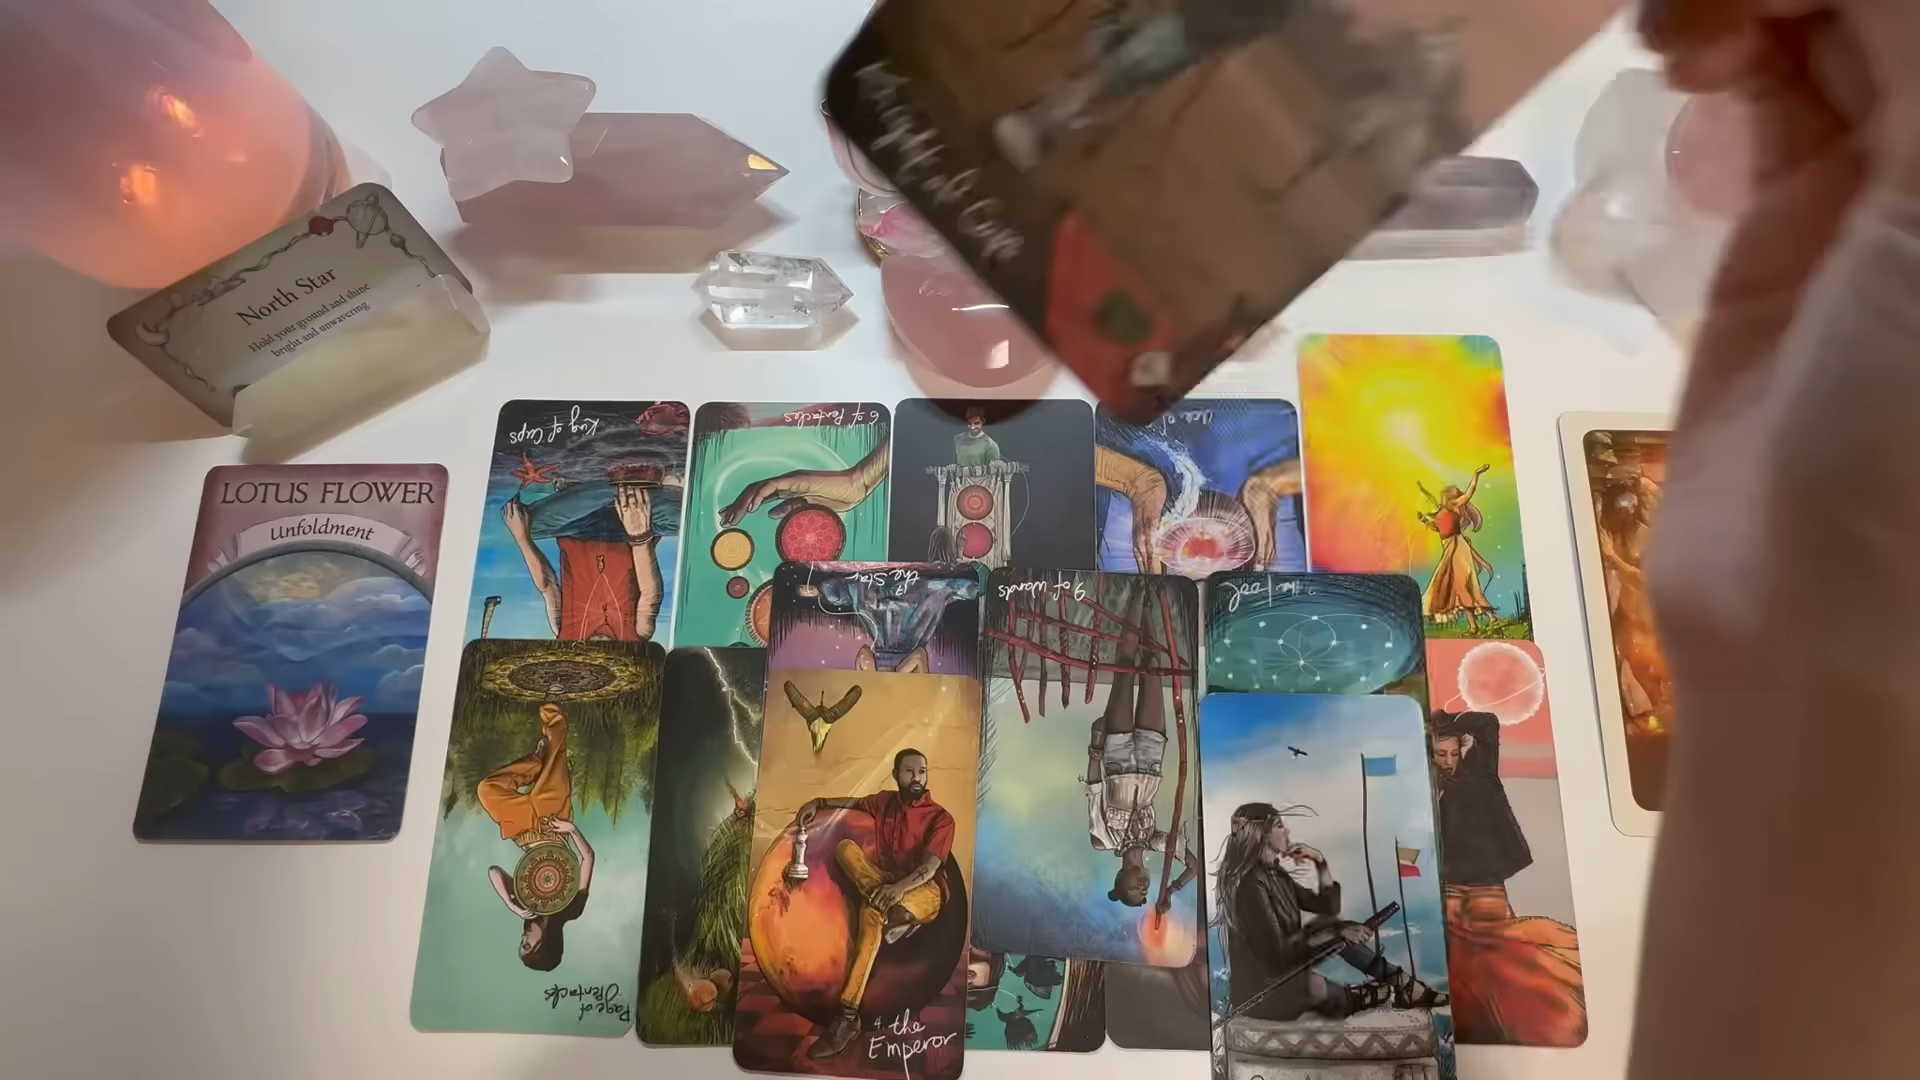 North Star
Hold your ground and shine
bright and unwavering.
LOTUS FLOWER
Unfoldment
King of Cups
6 of Pentacles
17
the Star
9 of Wands
the fool
Page of
Pentacles
4. the
Emperor